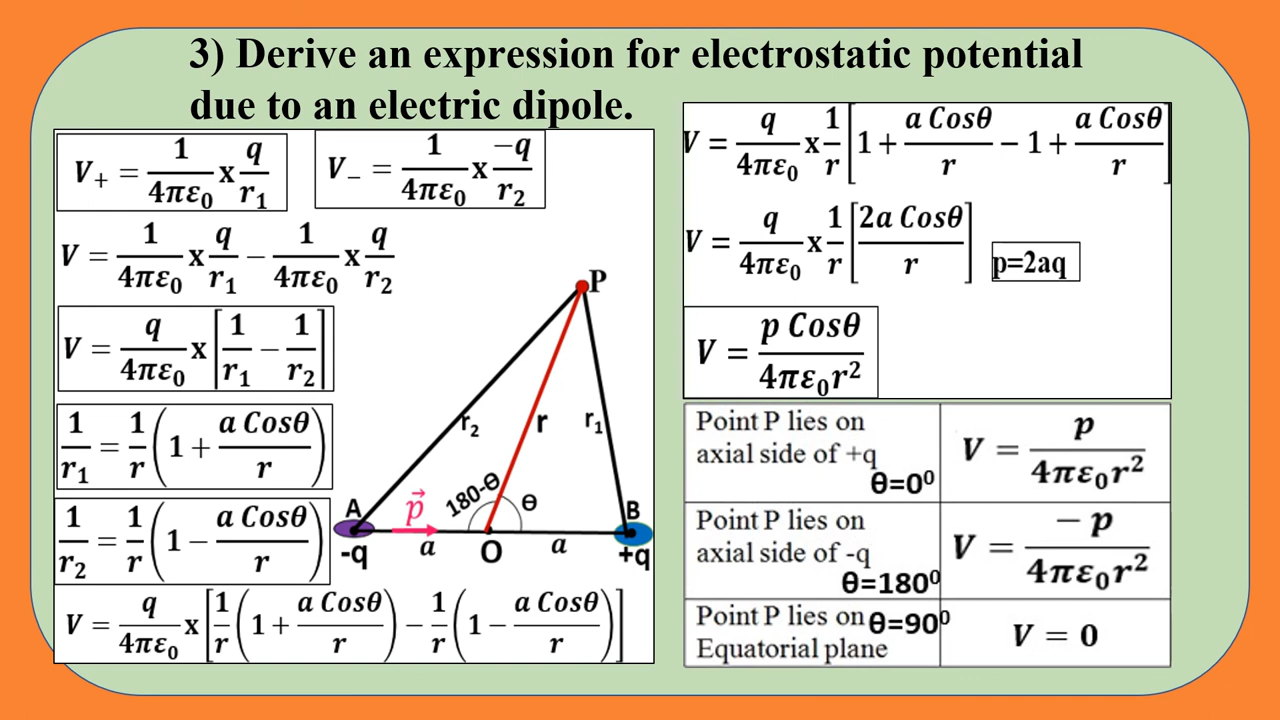 3) Derive an expression for electrostatic potential
due to an electric dipole.
V₊ = 1/4πε₀ x q/r₁
V₋ = 1/4πε₀ x -q/r₂
V = 1/4πε₀ x q/r₁ − 1/4πε₀ x q/r₂
V = q/4πε₀ x [1/r₁ − 1/r₂]
1/r₁ = 1/r (1 + a Cosθ/r)
1/r₂ = 1/r (1 − a Cosθ/r)
V = q/4πε₀ x [1/r (1 + a Cosθ/r) − 1/r (1 − a Cosθ/r)]
P
r₂
r
r₁
180-θ
θ
A
p⃗
B
-q
a
O
a
+q
V = q/4πε₀ x 1/r [1 + a Cosθ/r − 1 + a Cosθ/r]
V = q/4πε₀ x 1/r [2a Cosθ/r]
p=2aq
V = p Cosθ/4πε₀r²
Point P lies on
axial side of +q
θ=0⁰
V = p/4πε₀r²
Point P lies on
axial side of -q
θ=180⁰
V = −p/4πε₀r²
Point P lies on θ=90⁰
Equatorial plane
V = 0